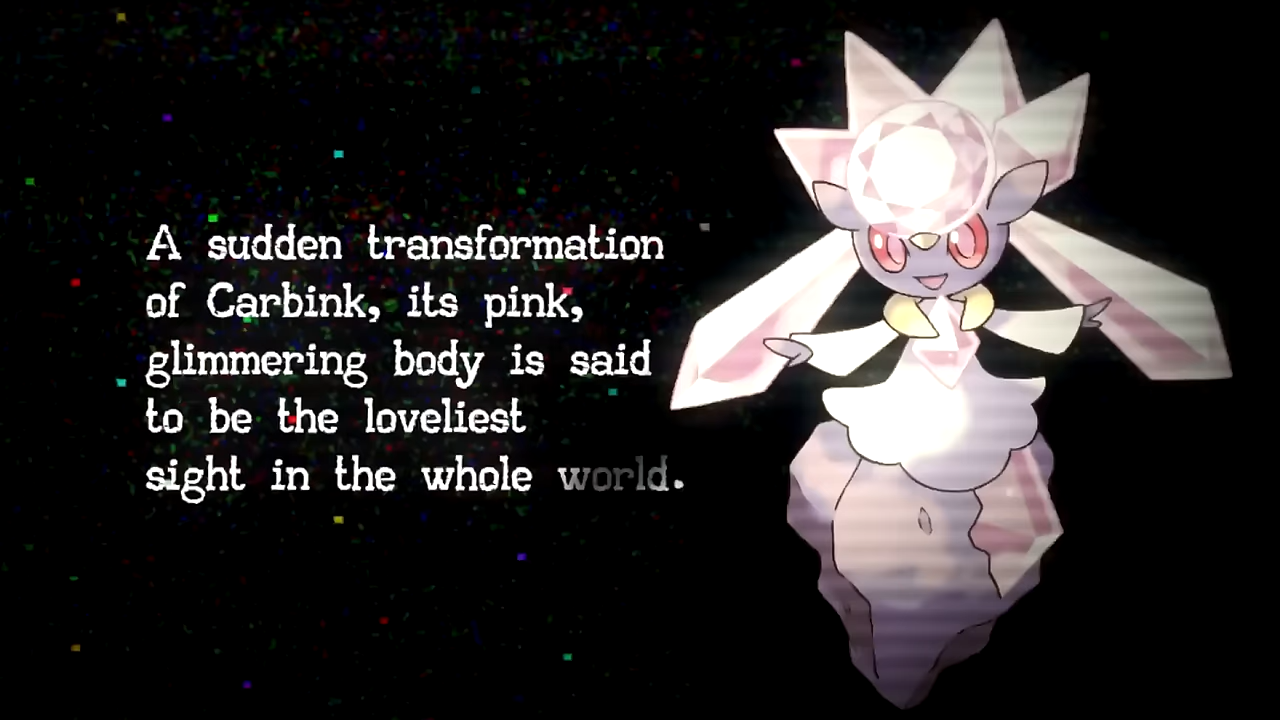 A sudden transformation
of Carbink, its pink,
glimmering body is said
to be the loveliest
sight in the whole world.